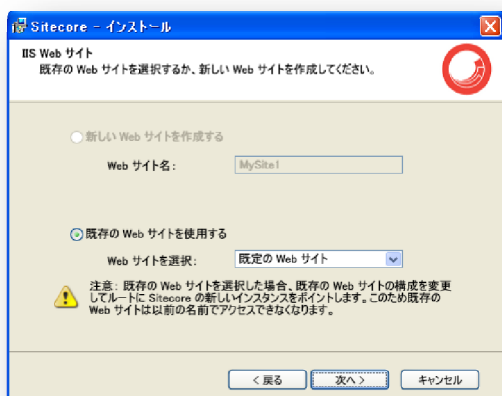 Sitecore - インストール
IIS Web サイト
既存の Web サイトを選択するか、新しい Web サイトを作成してください。
新しい Web サイトを作成する
Web サイト名:
MySite1
既存の Web サイトを使用する
Web サイトを選択:
既定の Web サイト
注意: 既存の Web サイトを選択した場合、既存の Web サイトの構成を変更
してルートに Sitecore の新しいインスタンスをポイントします。このため既存の
Web サイトは以前の名前でアクセスできなくなります。
< 戻る
次へ >
キャンセル